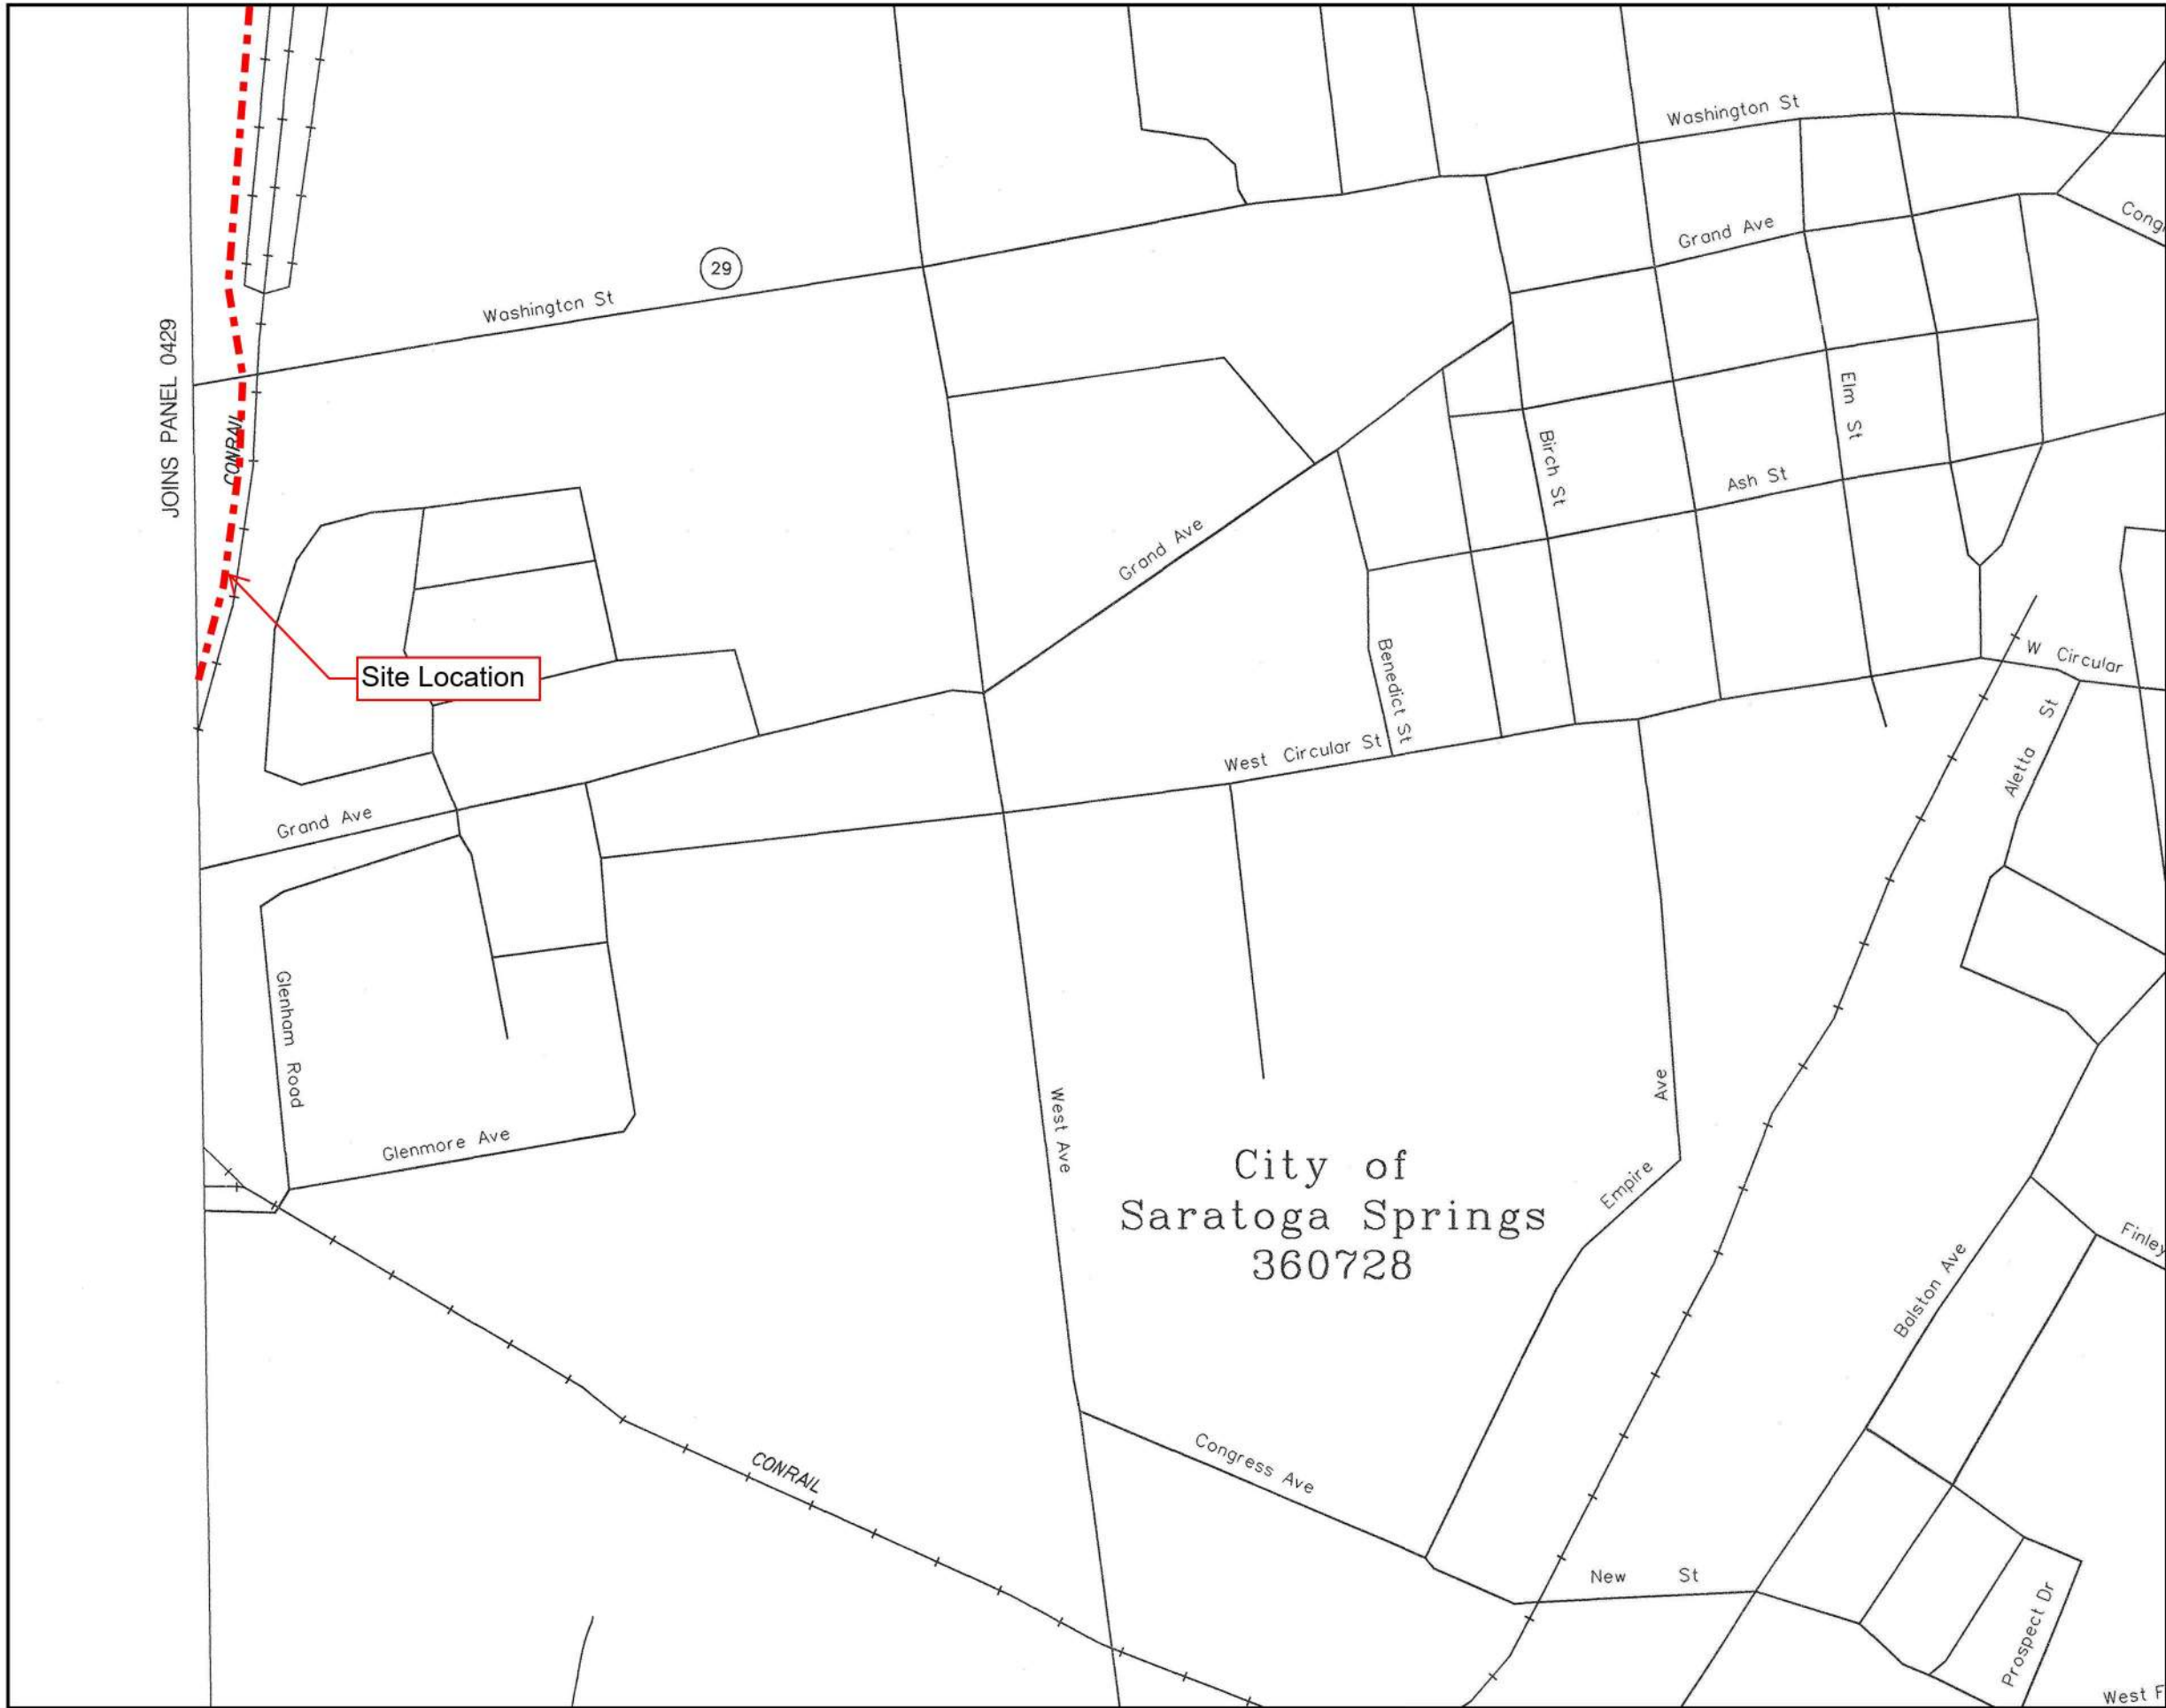 Washington St
Cong
Grand Ave
29
Washington St
JOINS PANEL 0429
CONRAIL
Elm St
Birch St
Ash St
Grand Ave
Site Location
Benedict St
W Circular
St
Aletta
West Circular St
Grand Ave
Glenham Road
West Ave
Ave
Glenmore Ave
City of
Saratoga Springs
360728
Empire
Finley
Balston Ave
CONRAIL
Congress Ave
New St
Prospect Dr
West F